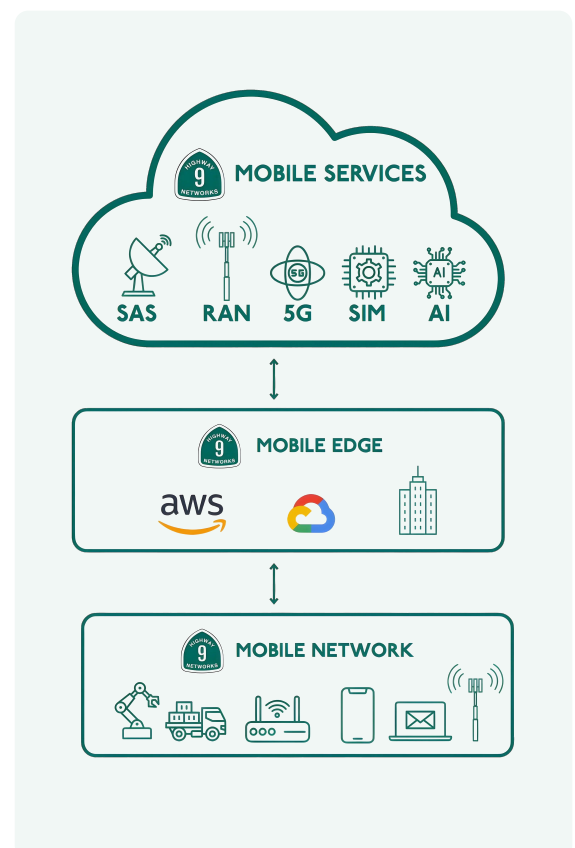 HIGHWAY
9
NETWORKS
MOBILE SERVICES
5G
AI
SAS
RAN
5G
SIM
AI
HIGHWAY
9
NETWORKS
MOBILE EDGE
aws
HIGHWAY
9
NETWORKS
MOBILE NETWORK